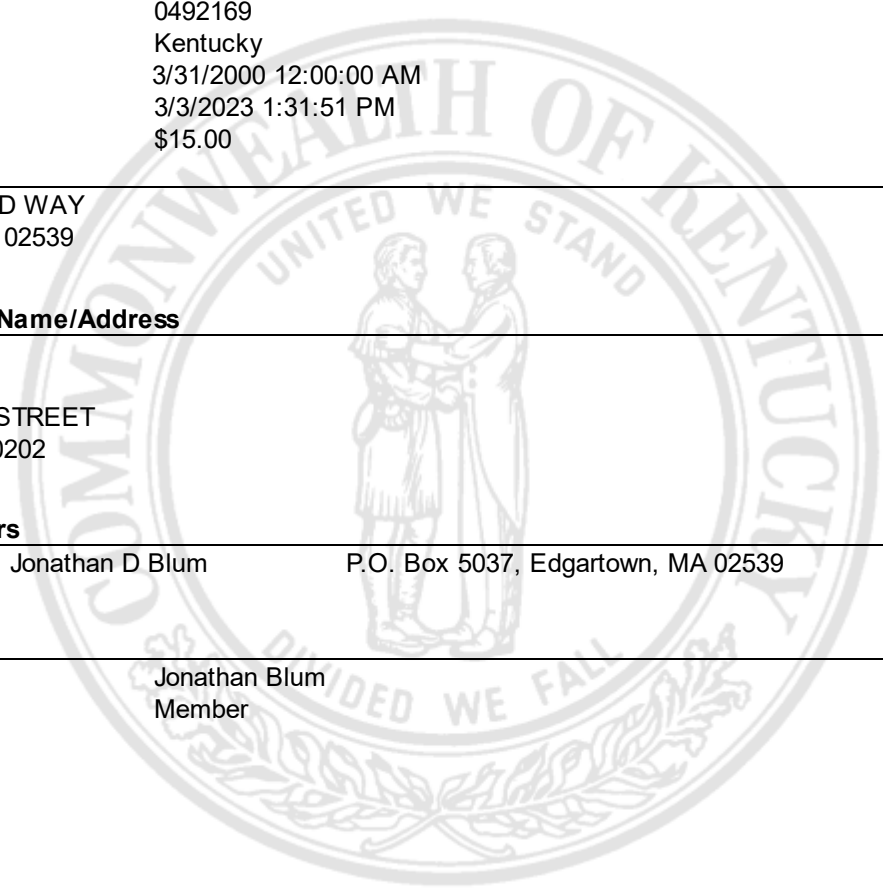 0492169
Kentucky
3/31/2000 12:00:00 AM
3/3/2023 1:31:51 PM
$15.00
D WAY
02539
Name/Address
STREET
0202
rs
Jonathan D Blum P.O. Box 5037, Edgartown, MA 02539
Jonathan Blum
Member
COMMONWEALTH OF KENTUCKY
UNITED WE STAND
DIVIDED WE FALL